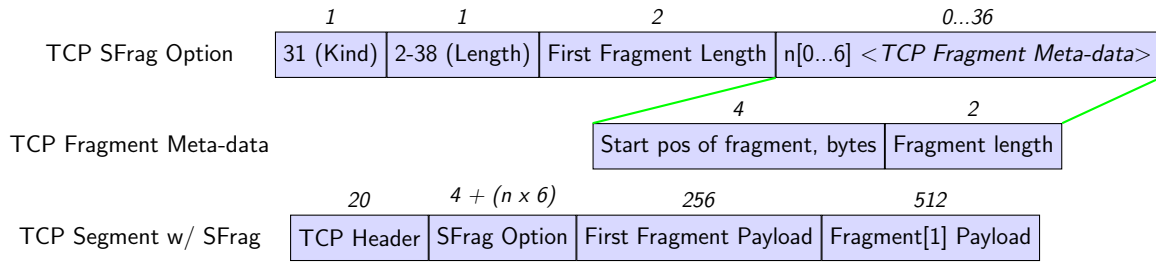 1 1 2 0...36
TCP SFrag Option 31 (Kind) 2-38 (Length) First Fragment Length n[0...6] <TCP Fragment Meta-data>
4 2
TCP Fragment Meta-data Start pos of fragment, bytes Fragment length
20 4 + (n x 6) 256 512
TCP Segment w/ SFrag TCP Header SFrag Option First Fragment Payload Fragment[1] Payload